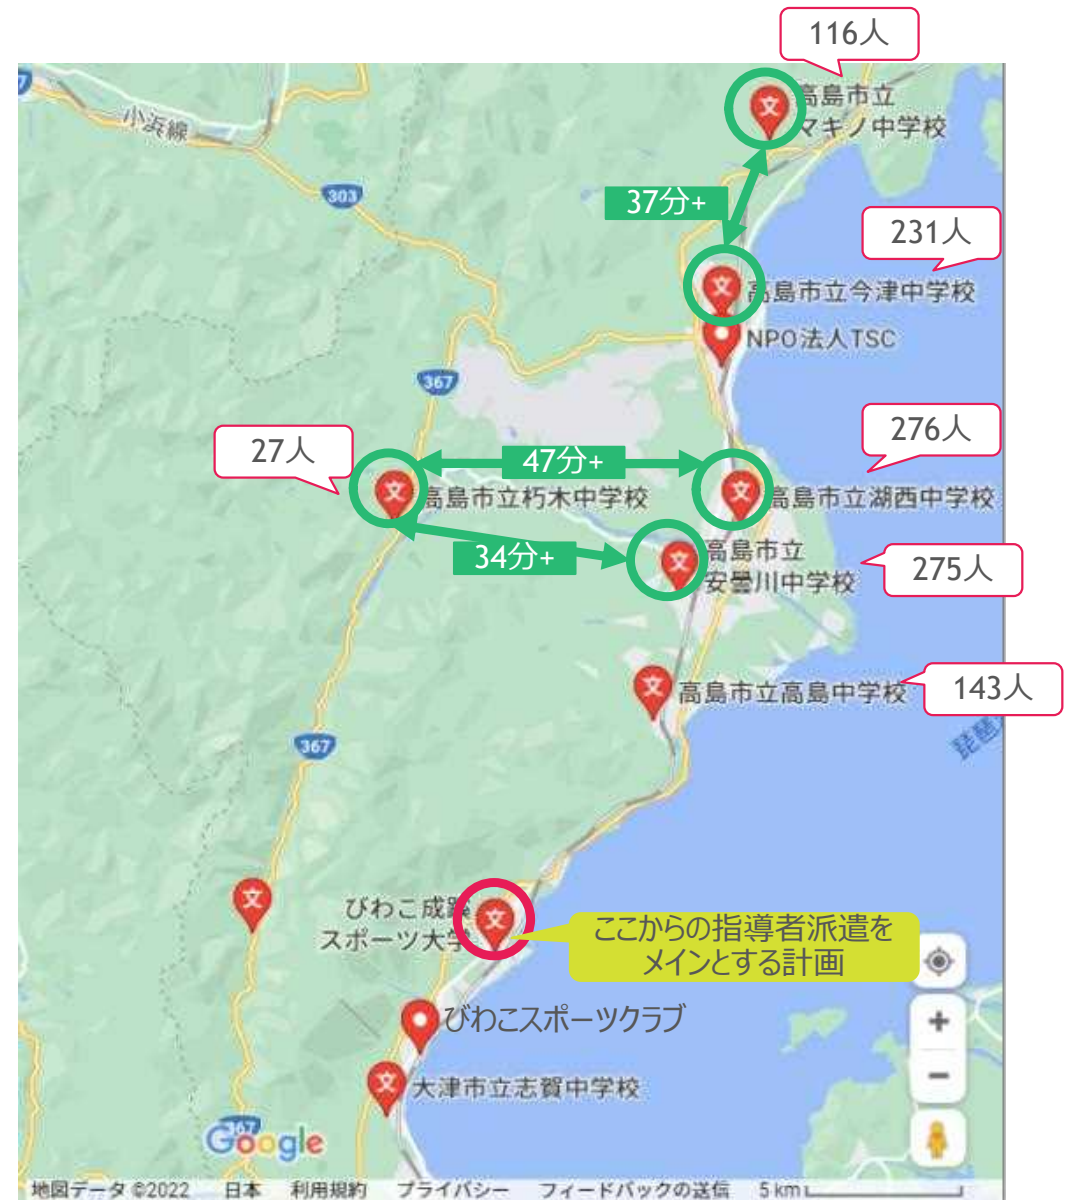 116人
高島市立
マキノ中学校
小浜線
303
37分+
231人
高島市立今津中学校
NPO法人TSC
367
276人
27人
47分+
高島市立朽木中学校
高島市立湖西中学校
34分+
高島市立
安曇川中学校
275人
高島市立高島中学校
143人
367
琵琶
びわこ成蹊
スポーツ大学
ここからの指導者派遣を
メインとする計画
びわこスポーツクラブ
大津市立志賀中学校
367
Google
地図データ ©2022 日本 利用規約 プライバシー フィードバックの送信 5 km